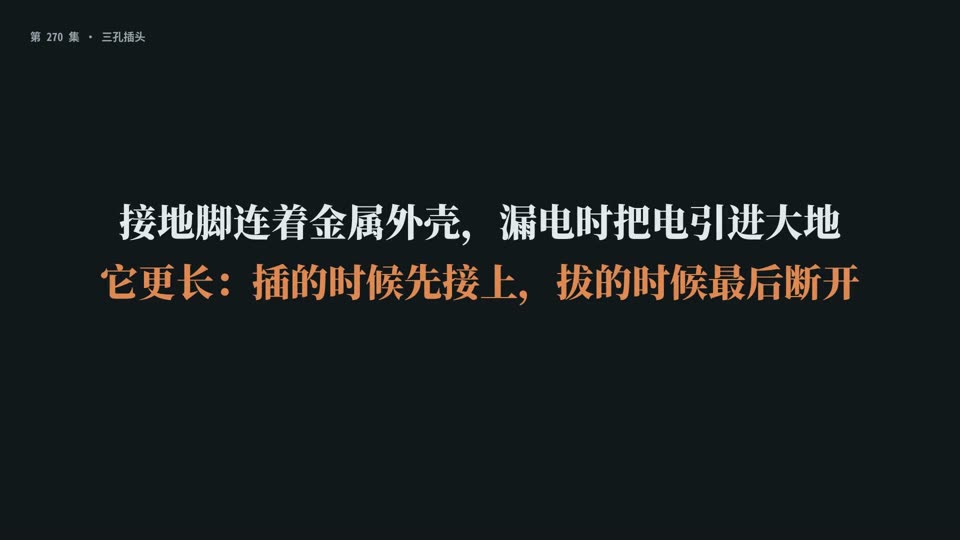 第 270 集 · 三孔插头
接地脚连着金属外壳，漏电时把电引进大地
它更长：插的时候先接上，拔的时候最后断开